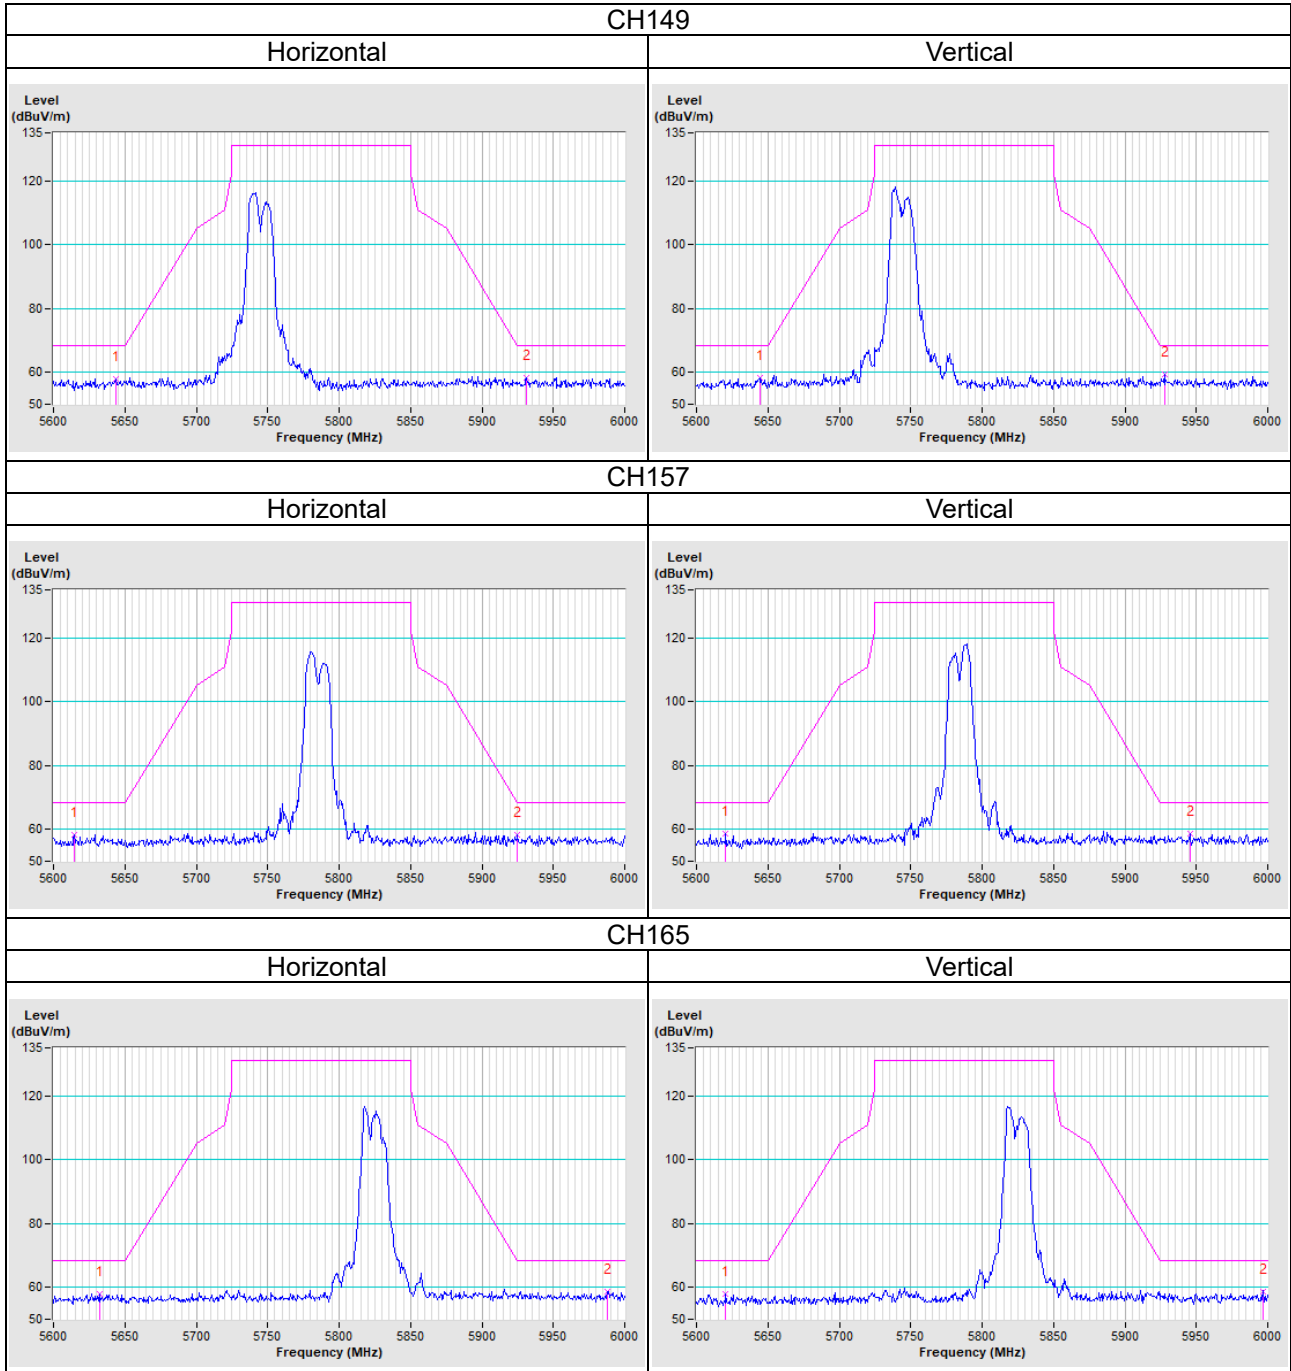 CH149
Horizontal Vertical
Level Level
(dBuV/m) (dBuV/m)
135 135
120 120
100 100
80 80
1 2 1 2
60 60
50 50
5600 5650 5700 5750 5800 5850 5900 5950 6000 5600 5650 5700 5750 5800 5850 5900 5950 6000
Frequency (MHz) Frequency (MHz)
CH157
Horizontal Vertical
Level Level
(dBuV/m) (dBuV/m)
135 135
120 120
100 100
80 80
1 2 1 2
60 60
50 50
5600 5650 5700 5750 5800 5850 5900 5950 6000 5600 5650 5700 5750 5800 5850 5900 5950 6000
Frequency (MHz) Frequency (MHz)
CH165
Horizontal Vertical
Level Level
(dBuV/m) (dBuV/m)
135 135
120 120
100 100
80 80
1 2 1 2
60 60
50 50
5600 5650 5700 5750 5800 5850 5900 5950 6000 5600 5650 5700 5750 5800 5850 5900 5950 6000
Frequency (MHz) Frequency (MHz)